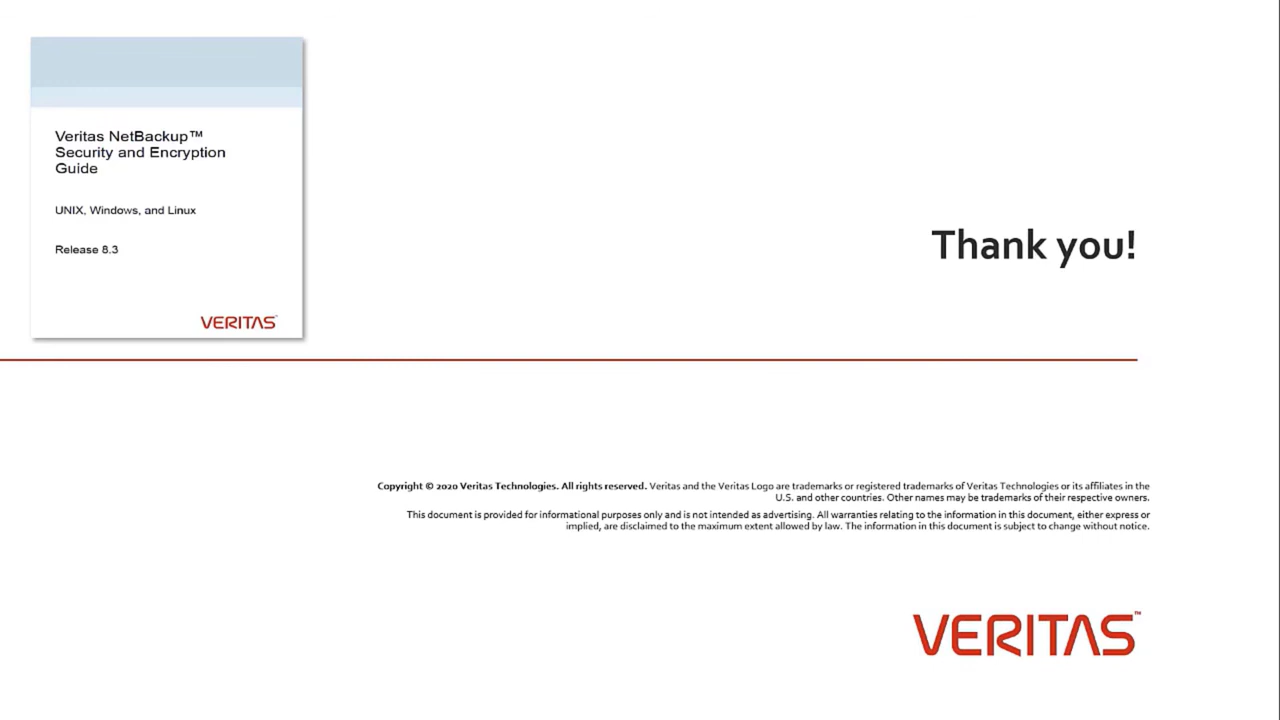 Veritas NetBackup™
Security and Encryption
Guide
UNIX, Windows, and Linux
Release 8.3
VERITAS
Thank you!
Copyright © 2020 Veritas Technologies. All rights reserved. Veritas and the Veritas Logo are trademarks or registered trademarks of Veritas Technologies or its affiliates in the
U.S. and other countries. Other names may be trademarks of their respective owners.
This document is provided for informational purposes only and is not intended as advertising. All warranties relating to the information in this document, either express or
implied, are disclaimed to the maximum extent allowed by law. The information in this document is subject to change without notice.
VERITAS™